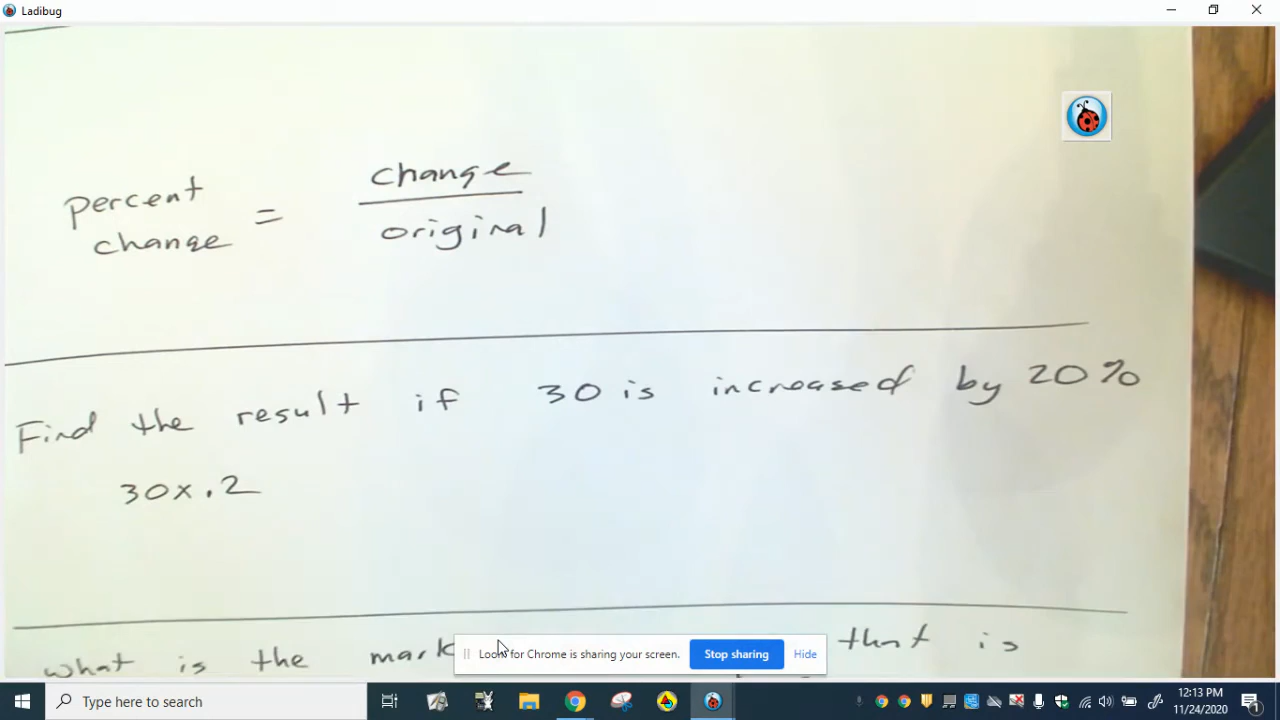 Ladibug
percent
change
=
change
original
Find the result if 30 is increased by 20%
30x.2
what is the mark
that is
Loom for Chrome is sharing your screen.
Stop sharing
Hide
Type here to search
12:13 PM
11/24/2020
1